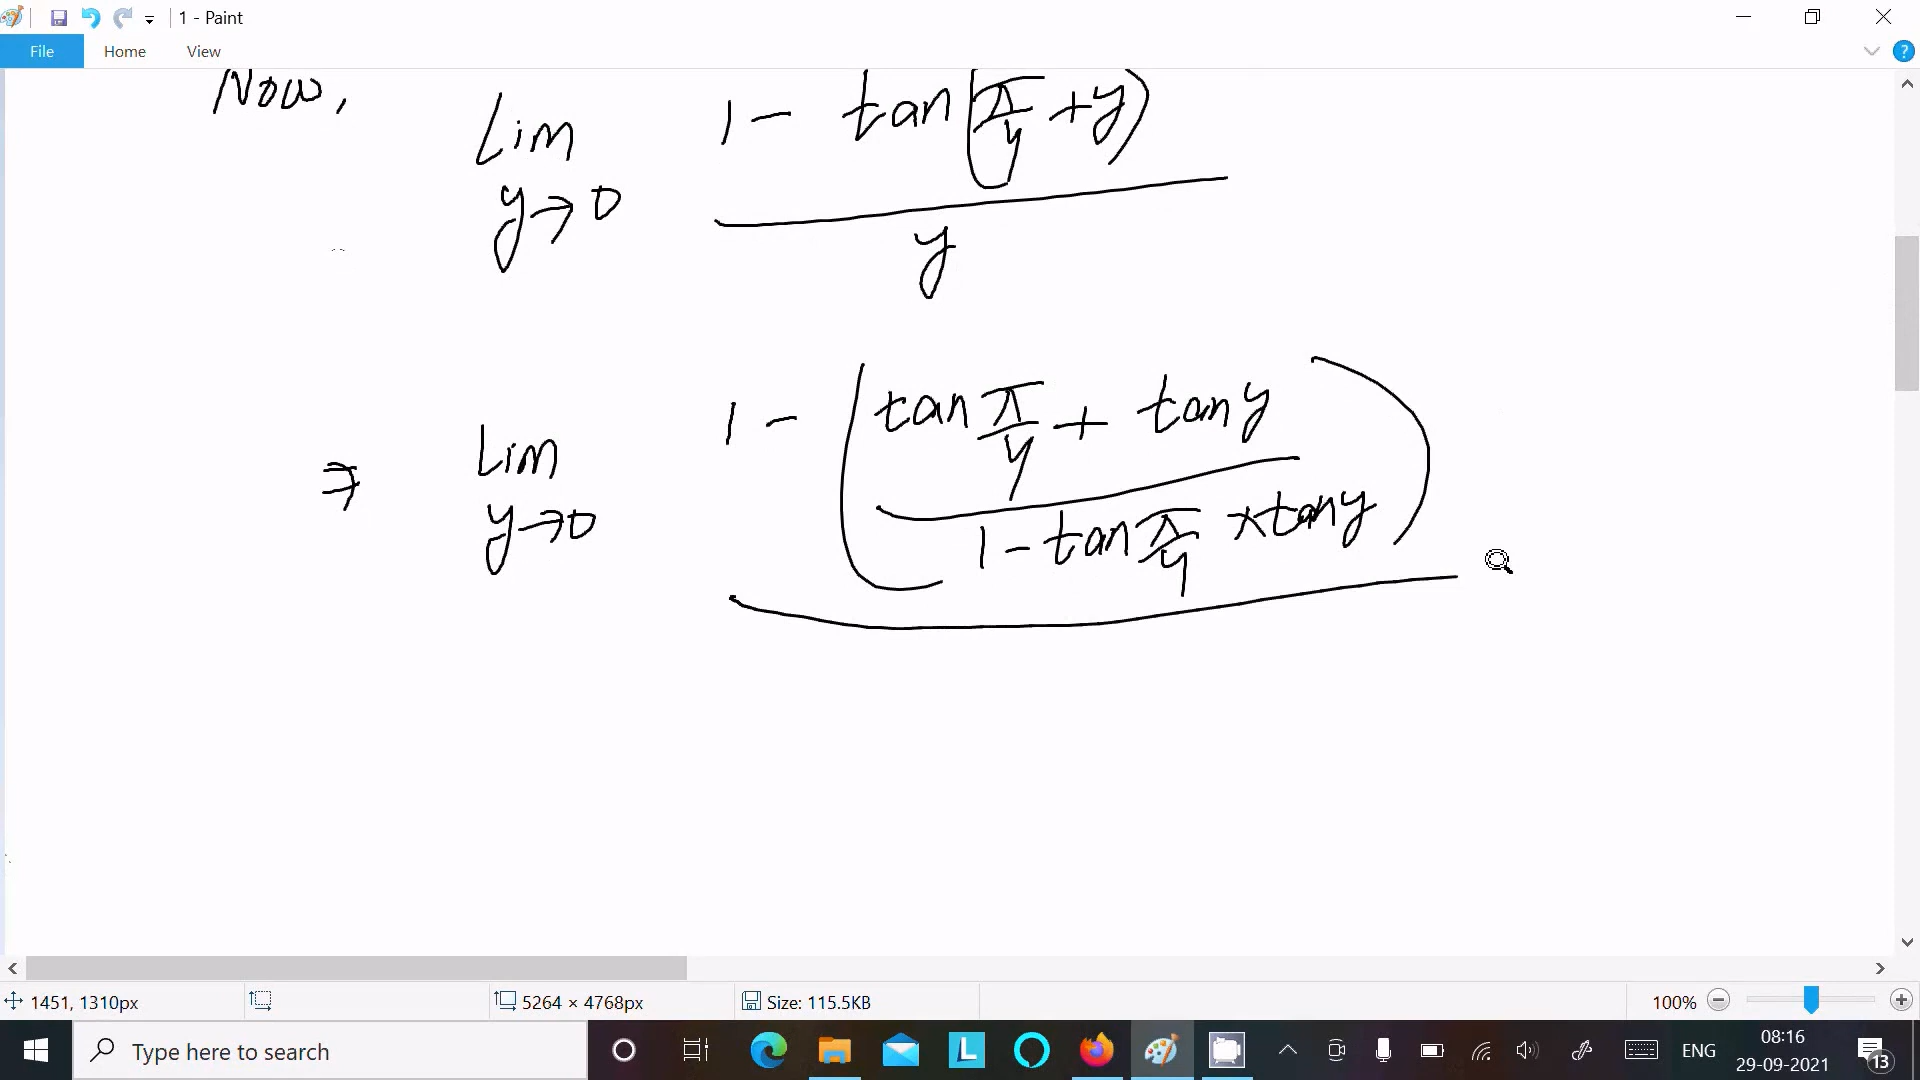 1 - Paint
File Home View
Now,
Lim 1 - tan(π/4 + y)
y→0 y
⇒ Lim 1 - (tan π/4 + tan y
y→0 1 - tan π/4 × tan y)
1451, 1310px 5264 × 4768px Size: 115.5KB 100%
Type here to search
L
ENG
08:16
29-09-2021
13